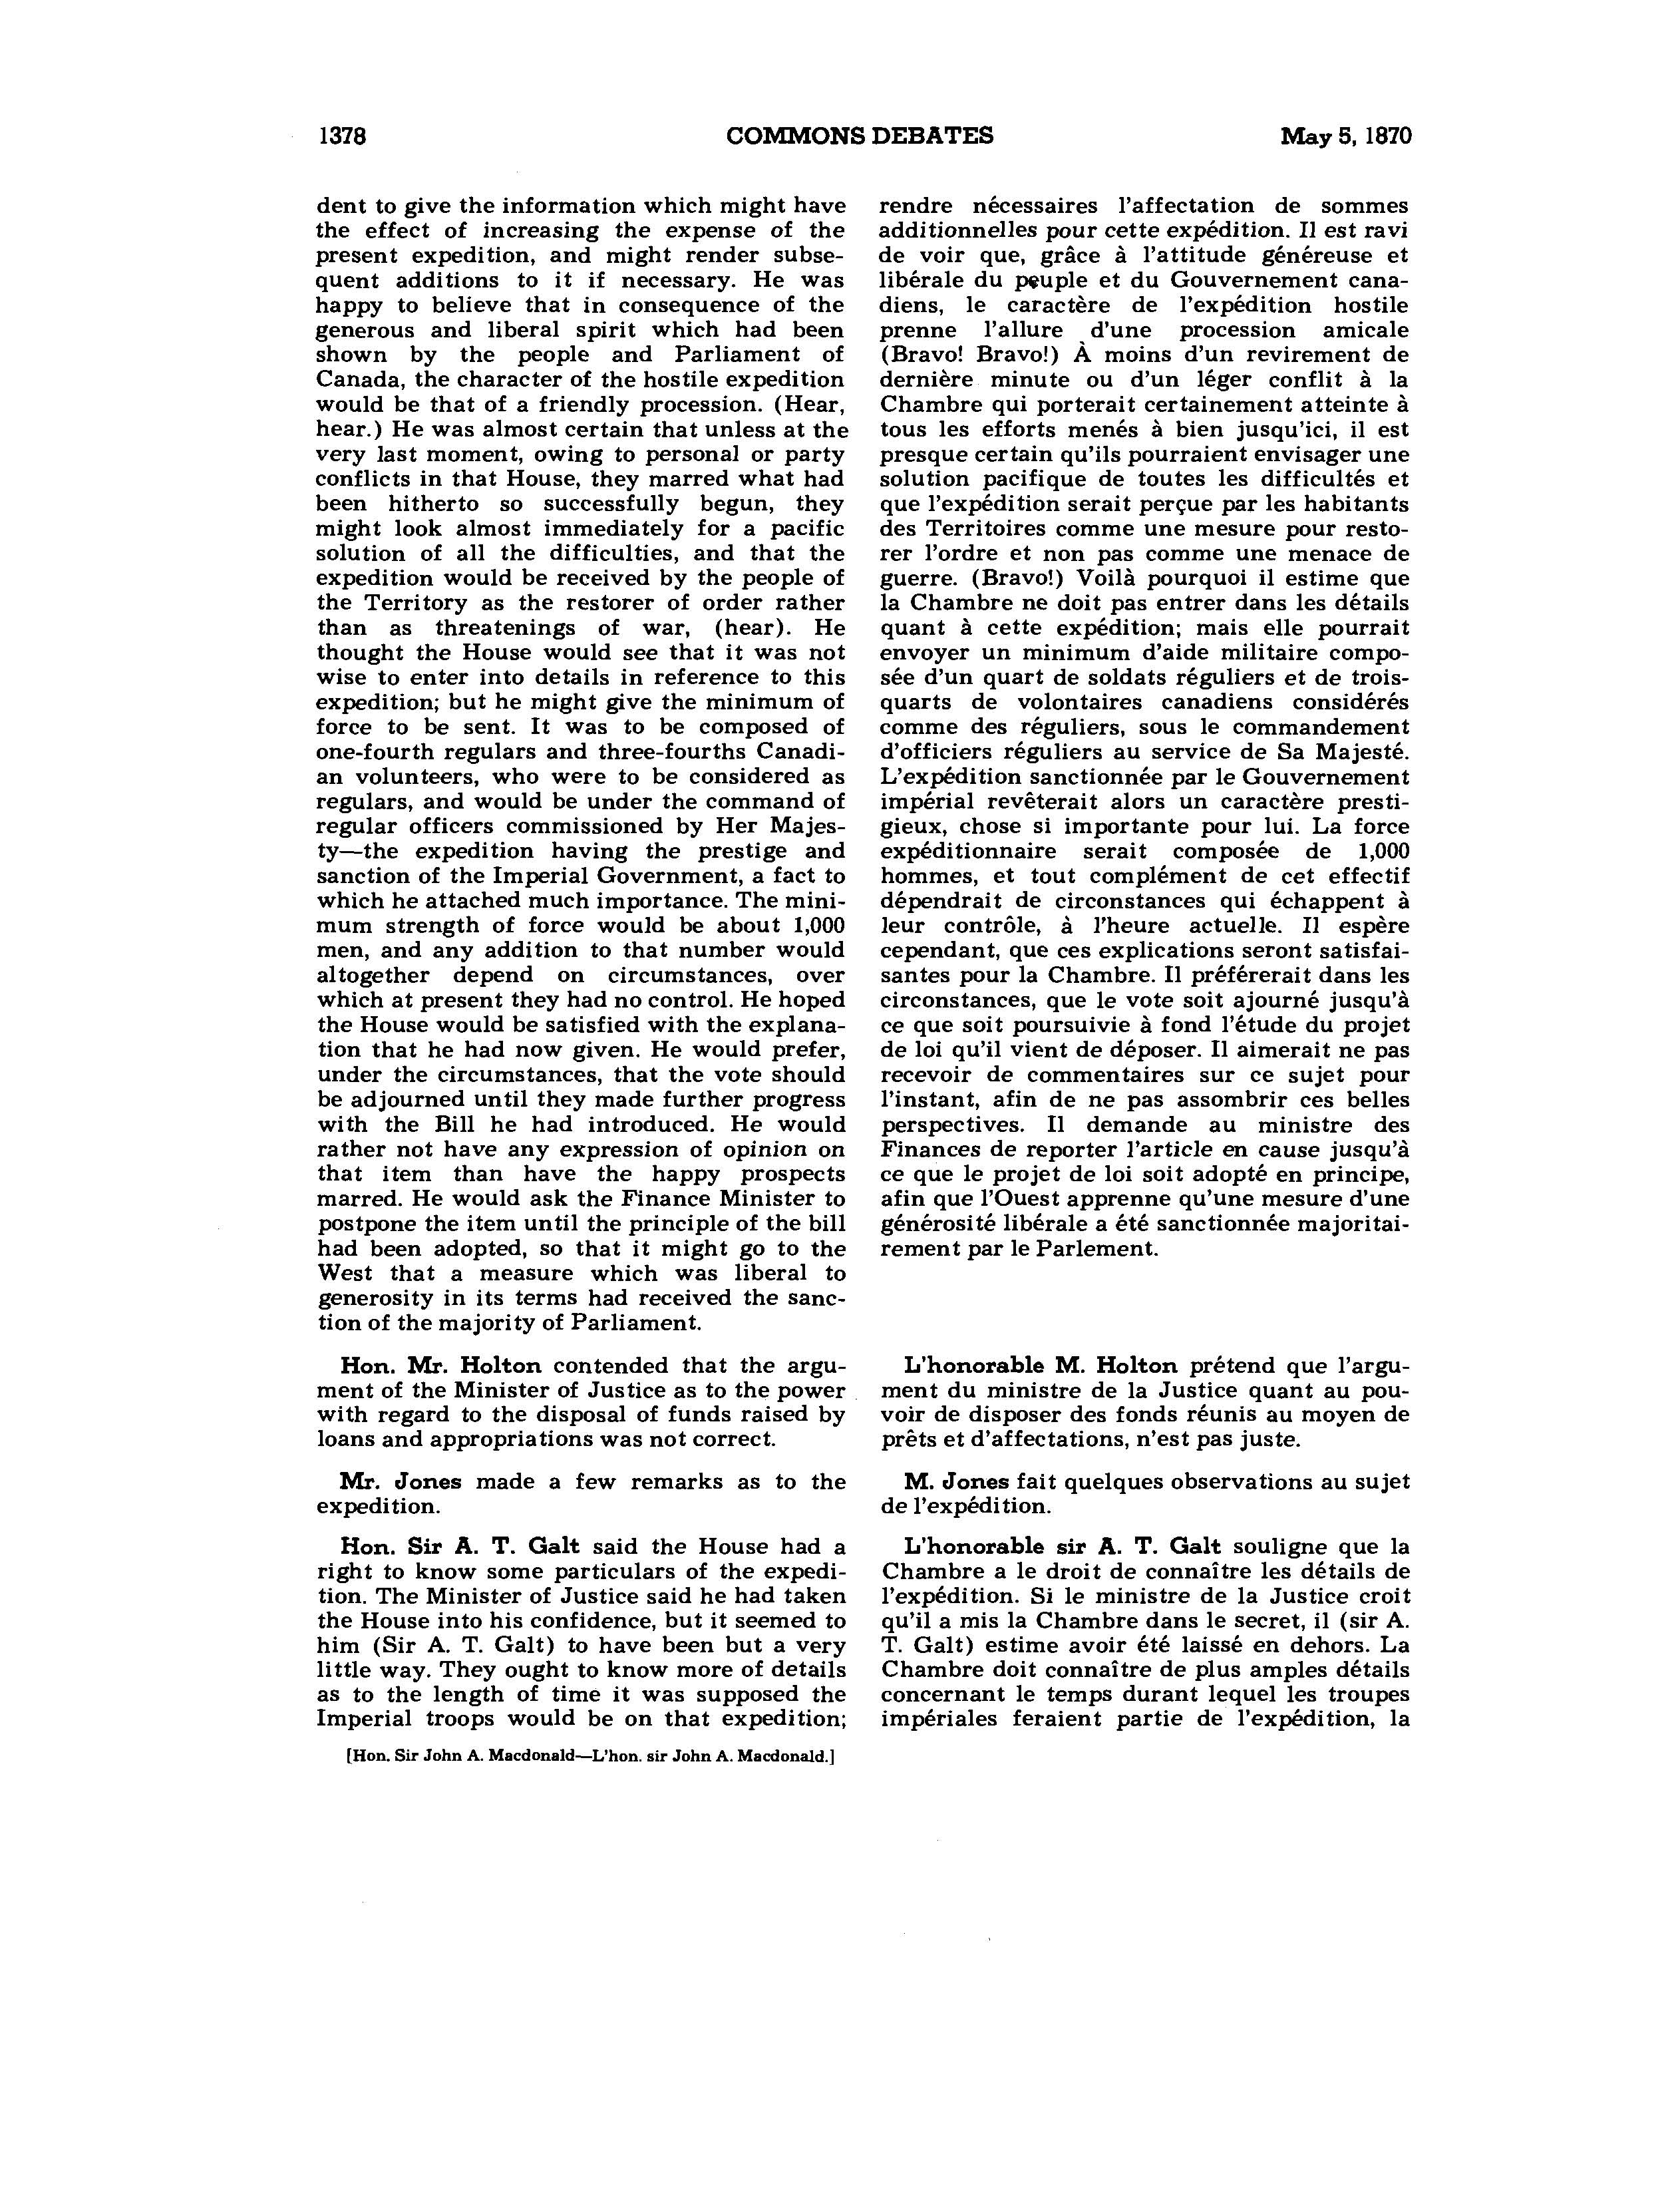 1378
COMMONS DEBATES
May 5, 1870
dent to give the information which might have
the effect of increasing the expense of the
present expedition, and might render subse-
quent additions to it if necessary. He was
happy to believe that in consequence of the
generous and liberal spirit which had been
shown by the people and Parliament of
Canada, the character of the hostile expedition
would be that of a friendly procession. (Hear,
hear.) He was almost certain that unless at the
very last moment, owing to personal or party
conflicts in that House, they marred what had
been hitherto so successfully begun, they
might look almost immediately for a pacific
solution of all the difficulties, and that the
expedition would be received by the people of
the Territory as the restorer of order rather
than as threatenings of war, (hear). He
thought the House would see that it was not
wise to enter into details in reference to this
expedition; but he might give the minimum of
force to be sent. It was to be composed of
one-fourth regulars and three-fourths Canadi-
an volunteers, who were to be considered as
regulars, and would be under the command of
regular officers commissioned by Her Majes-
ty—the expedition having the prestige and
sanction of the Imperial Government, a fact to
which he attached much importance. The mini-
mum strength of force would be about 1,000
men, and any addition to that number would
altogether depend on circumstances, over
which at present they had no control. He hoped
the House would be satisfied with the explana-
tion that he had now given. He would prefer,
under the circumstances, that the vote should
be adjourned until they made further progress
with the Bill he had introduced. He would
rather not have any expression of opinion on
that item than have the happy prospects
marred. He would ask the Finance Minister to
postpone the item until the principle of the bill
had been adopted, so that it might go to the
West that a measure which was liberal to
generosity in its terms had received the sanc-
tion of the majority of Parliament.
Hon. Mr. Holton contended that the argu-
ment of the Minister of Justice as to the power
with regard to the disposal of funds raised by
loans and appropriations was not correct.
Mr. Jones made a few remarks as to the
expedition.
Hon. Sir A. T. Galt said the House had a
right to know some particulars of the expedi-
tion. The Minister of Justice said he had taken
the House into his confidence, but it seemed to
him (Sir A. T. Galt) to have been but a very
little way. They ought to know more of details
as to the length of time it was supposed the
Imperial troops would be on that expedition;
[Hon. Sir John A. Macdonald—L'hon. sir John A. Macdonald.]
rendre nécessaires l'affectation de sommes
additionnelles pour cette expédition. Il est ravi
de voir que, grâce à l'attitude généreuse et
libérale du peuple et du Gouvernement cana-
diens, le caractère de l'expédition hostile
prenne l'allure d'une procession amicale
(Bravo! Bravo!) À moins d'un revirement de
dernière minute ou d'un léger conflit à la
Chambre qui porterait certainement atteinte à
tous les efforts menés à bien jusqu'ici, il est
presque certain qu'ils pourraient envisager une
solution pacifique de toutes les difficultés et
que l'expédition serait perçue par les habitants
des Territoires comme une mesure pour resto-
rer l'ordre et non pas comme une menace de
guerre. (Bravo!) Voilà pourquoi il estime que
la Chambre ne doit pas entrer dans les détails
quant à cette expédition; mais elle pourrait
envoyer un minimum d'aide militaire compo-
sée d'un quart de soldats réguliers et de trois-
quarts de volontaires canadiens considérés
comme des réguliers, sous le commandement
d'officiers réguliers au service de Sa Majesté.
L'expédition sanctionnée par le Gouvernement
impérial revêterait alors un caractère presti-
gieux, chose si importante pour lui. La force
expéditionnaire serait composée de 1,000
hommes, et tout complément de cet effectif
dépendrait de circonstances qui échappent à
leur contrôle, à l'heure actuelle. Il espère
cependant, que ces explications seront satisfai-
santes pour la Chambre. Il préférerait dans les
circonstances, que le vote soit ajourné jusqu'à
ce que soit poursuivie à fond l'étude du projet
de loi qu'il vient de déposer. Il aimerait ne pas
recevoir de commentaires sur ce sujet pour
l'instant, afin de ne pas assombrir ces belles
perspectives. Il demande au ministre des
Finances de reporter l'article en cause jusqu'à
ce que le projet de loi soit adopté en principe,
afin que l'Ouest apprenne qu'une mesure d'une
générosité libérale a été sanctionnée majoritai-
rement par le Parlement.
L'honorable M. Holton prétend que l'argu-
ment du ministre de la Justice quant au pou-
voir de disposer des fonds réunis au moyen de
prêts et d'affectations, n'est pas juste.
M. Jones fait quelques observations au sujet
de l'expédition.
L'honorable sir A. T. Galt souligne que la
Chambre a le droit de connaître les détails de
l'expédition. Si le ministre de la Justice croit
qu'il a mis la Chambre dans le secret, il (sir A.
T. Galt) estime avoir été laissé en dehors. La
Chambre doit connaître de plus amples détails
concernant le temps durant lequel les troupes
impériales feraient partie de l'expédition, la